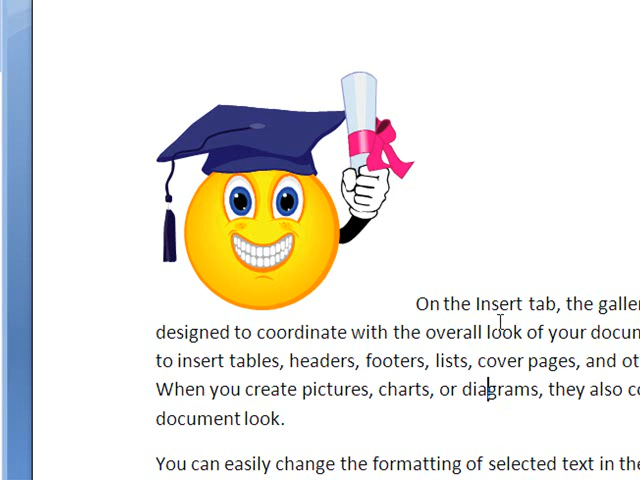 On the Insert tab, the galle
designed to coordinate with the overall look of your docum
to insert tables, headers, footers, lists, cover pages, and ot
When you create pictures, charts, or diagrams, they also co
document look.
You can easily change the formatting of selected text in the